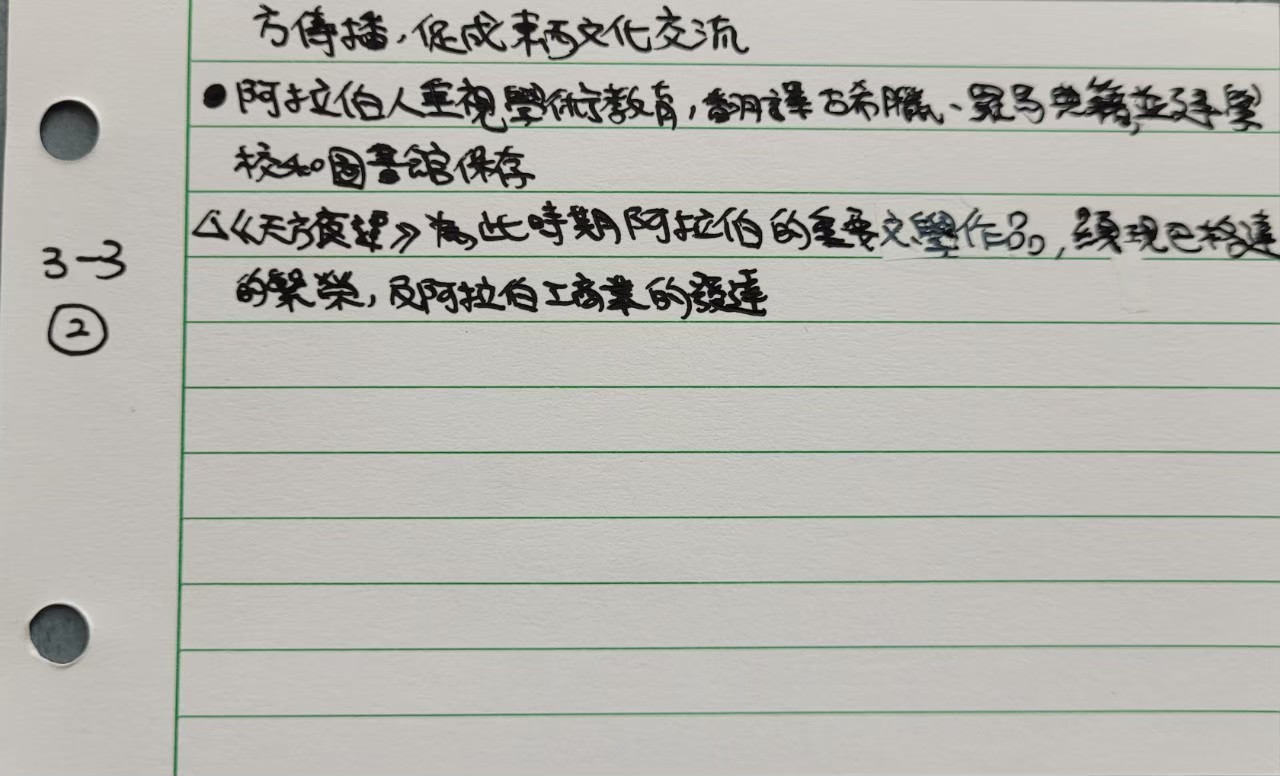 方傳播,促成東西文化交流
●阿拉伯人重視學術教育,翻譯古希臘、羅馬典籍,並建學
校和圖書館保存
△《天方夜譚》為此時期阿拉伯的重要文學作品,現巴格達
的繁榮,及阿拉伯工商業的發達
3-3
②